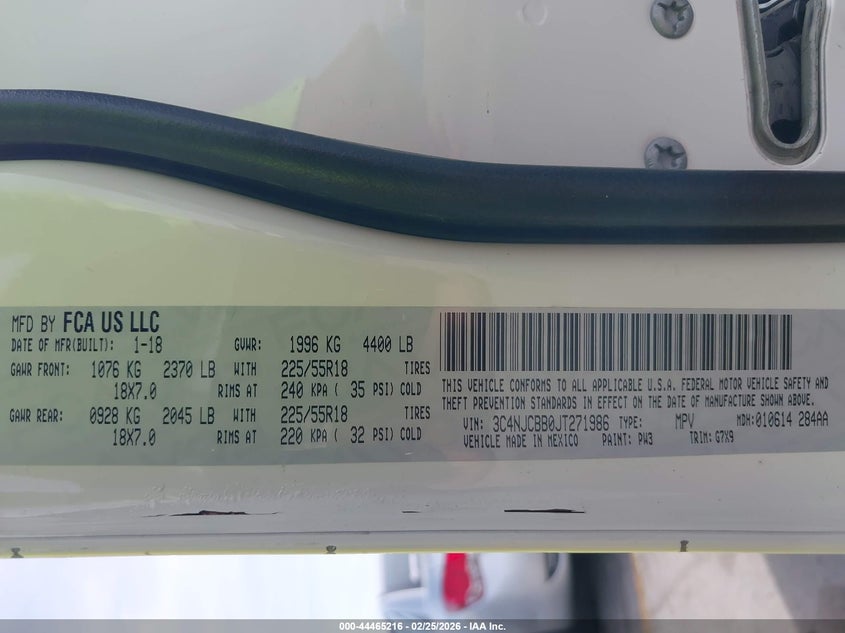 MFD BY FCA US LLC
DATE OF MFR(BUILT): 1-18 GVWR: 1996 KG 4400 LB
GAWR FRONT: 1076 KG 2370 LB WITH 225/55R18 TIRES
18X7.0 RIMS AT 240 KPA ( 35 PSI) COLD
GAWR REAR: 0928 KG 2045 LB WITH 225/55R18 TIRES
18X7.0 RIMS AT 220 KPA ( 32 PSI) COLD
THIS VEHICLE CONFORMS TO ALL APPLICABLE U.S.A. FEDERAL MOTOR VEHICLE SAFETY AND
THEFT PREVENTION STANDARDS IN EFFECT ON THE DATE OF MANUFACTURE SHOWN ABOVE.
VIN: 3C4NJCBB0JT271986 TYPE: MPV MDH:010614 284AA
VEHICLE MADE IN MEXICO PAINT: PW3 TRIM: G7X9
000-44465216 - 02/25/2026 - IAA Inc.